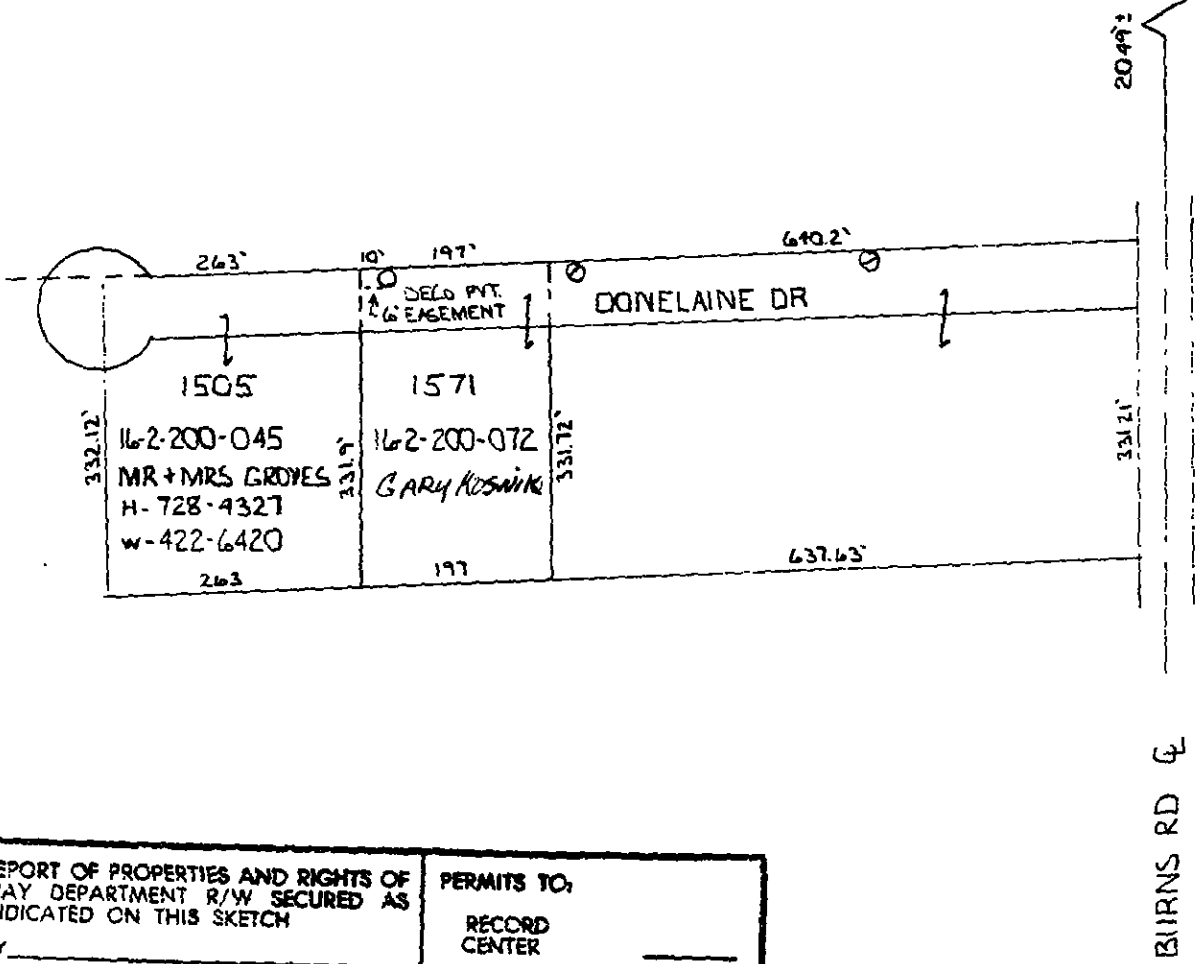 2049'±
263'
10'
197'
640.2'
DECO PVT.
6' EASEMENT
DONELAINE DR
1505
1571
332.12'
16-2-200-045
331.9'
16-2-200-072
331.72'
331.21'
MR + MRS GROVES
GARY KOSNIK
H-728-4327
W-422-6420
263
197
637.63'
BURNS RD ℄
EPORT OF PROPERTIES AND RIGHTS OF
AY DEPARTMENT R/W SECURED AS
DICATED ON THIS SKETCH
PERMITS TO:
RECORD
CENTER